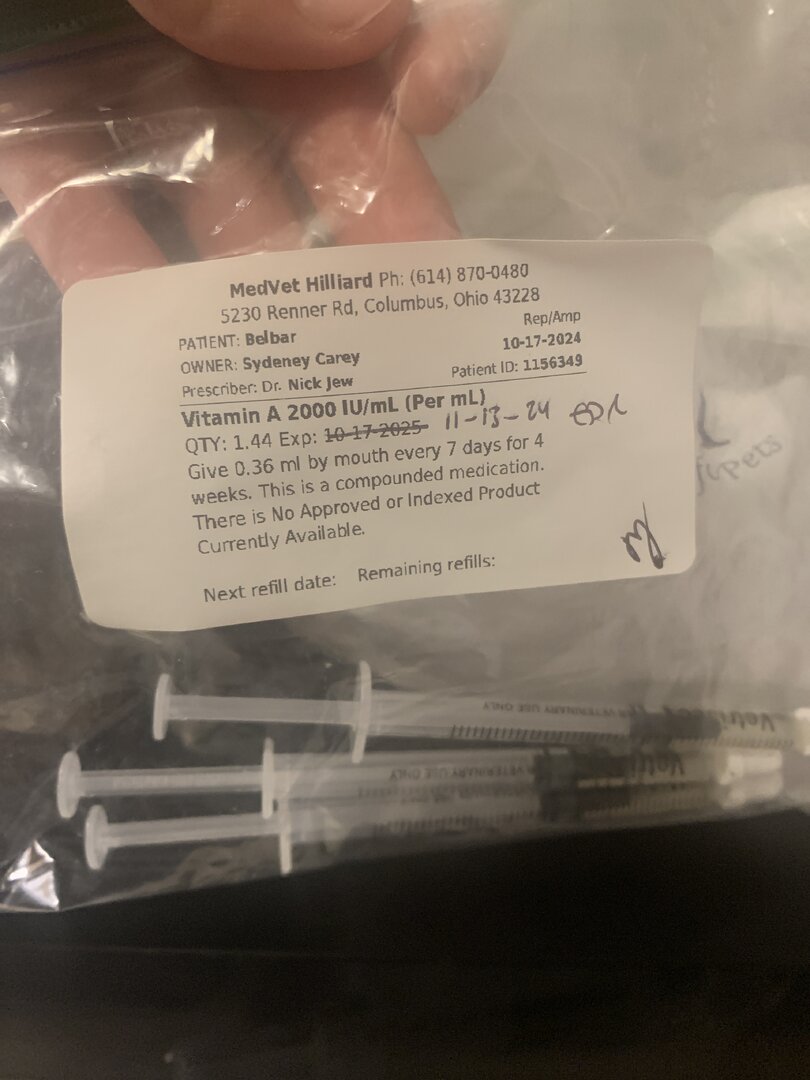 MedVet Hilliard Ph: (614) 870-0480
5230 Renner Rd, Columbus, Ohio 43228
Rep/Amp
PATIENT: Belbar
10-17-2024
OWNER: Sydeney Carey
Patient ID: 1156349
Prescriber: Dr. Nick Jew
Vitamin A 2000 IU/mL (Per mL)
QTY: 1.44 Exp: 10-17-2025 11-13-24
Give 0.36 ml by mouth every 7 days for 4
weeks. This is a compounded medication.
There is No Approved or Indexed Product
Currently Available.
Next refill date: Remaining refills:
VETERINARY USE ONLY
VETERINARY USE ONLY